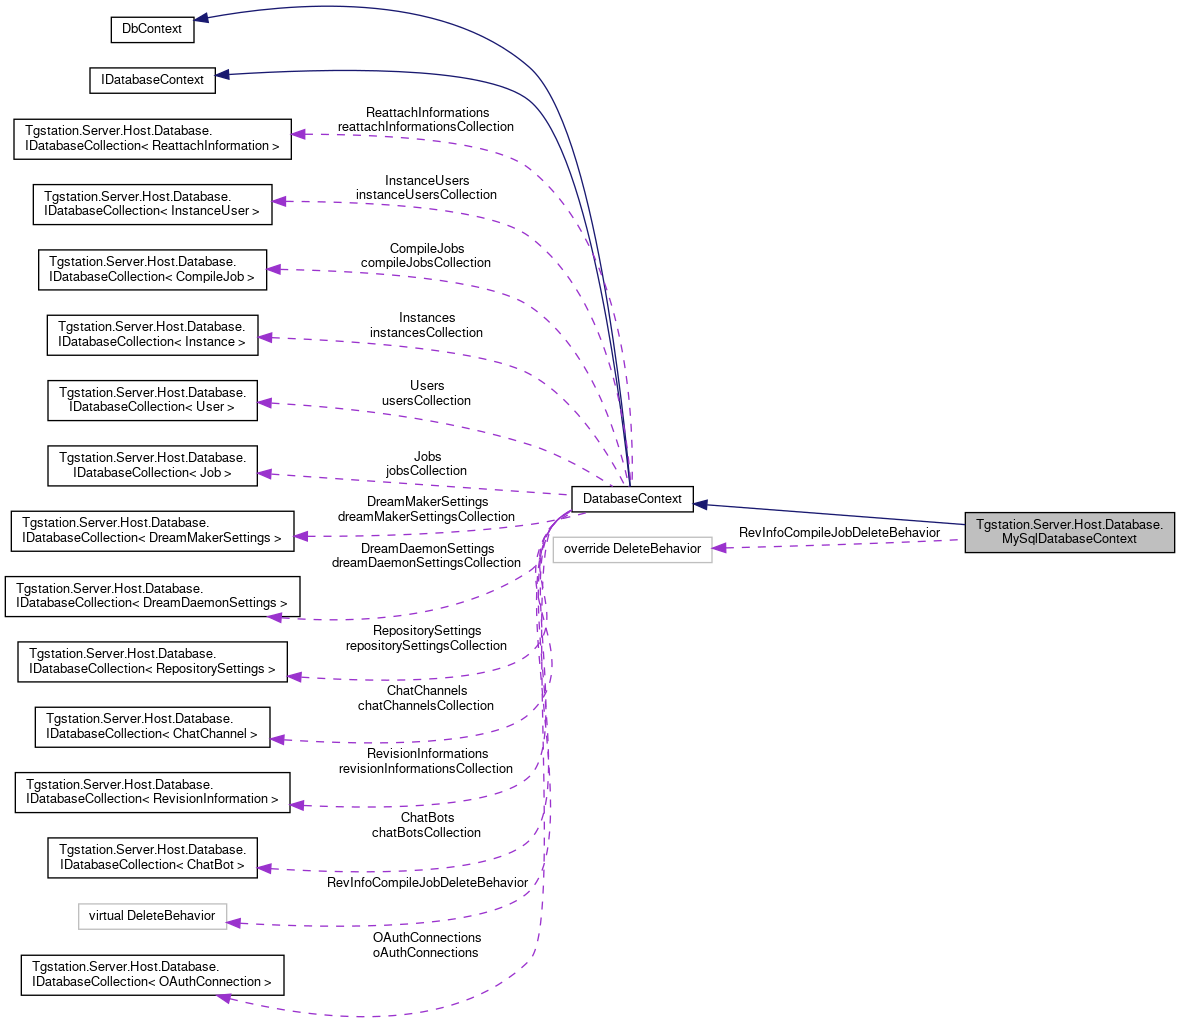 DbContext
IDatabaseContext
ReattachInformations
reattachInformationsCollection
Tgstation.Server.Host.Database.
IDatabaseCollection< ReattachInformation >
InstanceUsers
instanceUsersCollection
Tgstation.Server.Host.Database.
IDatabaseCollection< InstanceUser >
CompileJobs
compileJobsCollection
Tgstation.Server.Host.Database.
IDatabaseCollection< CompileJob >
Instances
instancesCollection
Tgstation.Server.Host.Database.
IDatabaseCollection< Instance >
Users
usersCollection
Tgstation.Server.Host.Database.
IDatabaseCollection< User >
Jobs
jobsCollection
Tgstation.Server.Host.Database.
IDatabaseCollection< Job >
DatabaseContext
DreamMakerSettings
dreamMakerSettingsCollection
Tgstation.Server.Host.Database.
IDatabaseCollection< DreamMakerSettings >
RevInfoCompileJobDeleteBehavior
Tgstation.Server.Host.Database.
MySqlDatabaseContext
override DeleteBehavior
DreamDaemonSettings
dreamDaemonSettingsCollection
Tgstation.Server.Host.Database.
IDatabaseCollection< DreamDaemonSettings >
RepositorySettings
repositorySettingsCollection
Tgstation.Server.Host.Database.
IDatabaseCollection< RepositorySettings >
ChatChannels
chatChannelsCollection
Tgstation.Server.Host.Database.
IDatabaseCollection< ChatChannel >
RevisionInformations
revisionInformationsCollection
Tgstation.Server.Host.Database.
IDatabaseCollection< RevisionInformation >
ChatBots
chatBotsCollection
Tgstation.Server.Host.Database.
IDatabaseCollection< ChatBot >
RevInfoCompileJobDeleteBehavior
virtual DeleteBehavior
OAuthConnections
oAuthConnections
Tgstation.Server.Host.Database.
IDatabaseCollection< OAuthConnection >